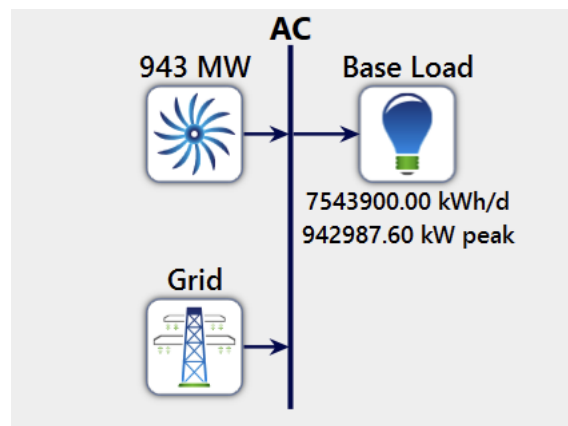 AC
943 MW
Base Load
7543900.00 kWh/d
942987.60 kW peak
Grid